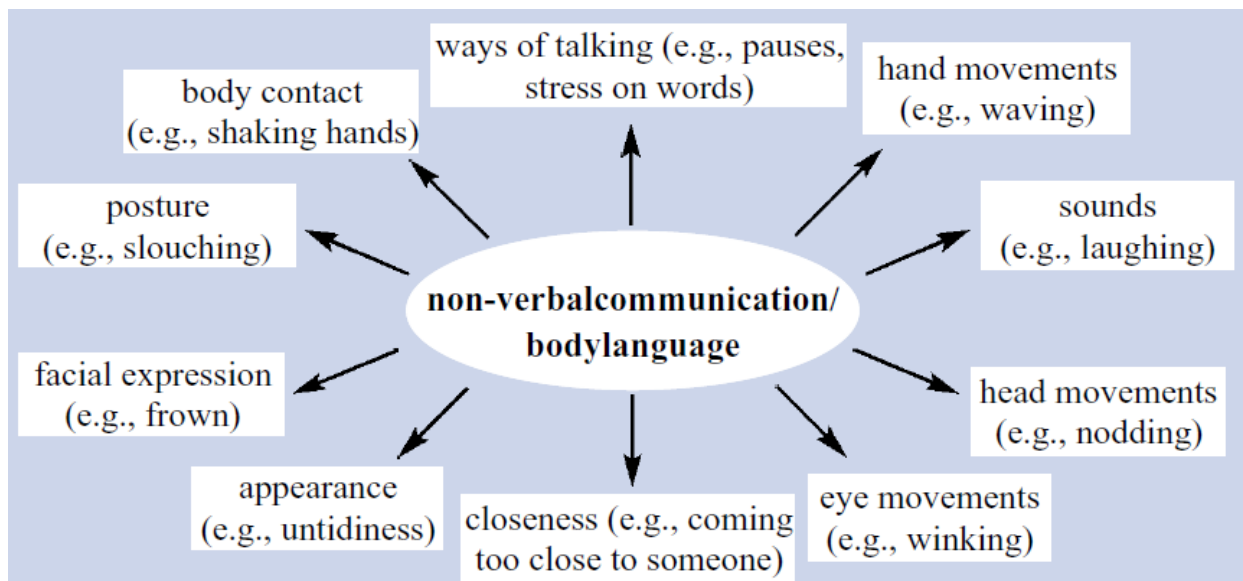 ways of talking (e.g., pauses,
stress on words)
hand movements
(e.g., waving)
body contact
(e.g., shaking hands)
posture
(e.g., slouching)
sounds
(e.g., laughing)
non-verbalcommunication/
bodylanguage
facial expression
(e.g., frown)
head movements
(e.g., nodding)
appearance
(e.g., untidiness)
closeness (e.g., coming
too close to someone)
eye movements
(e.g., winking)